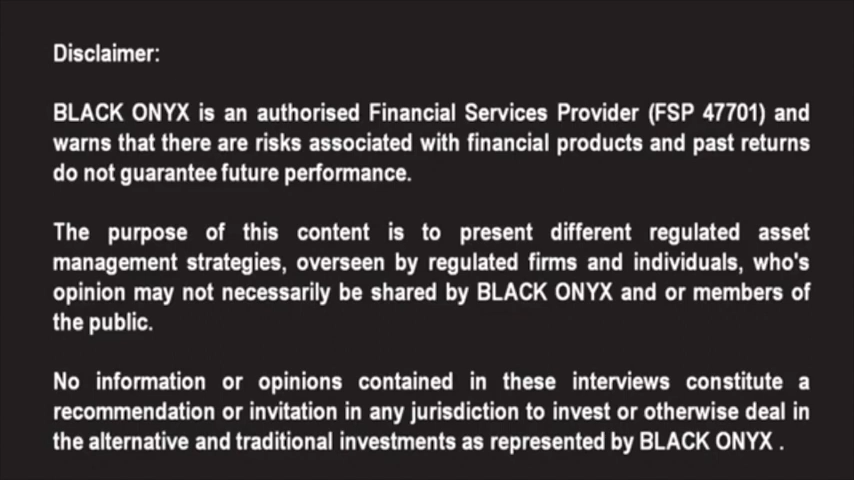 Disclaimer:
BLACK ONYX is an authorised Financial Services Provider (FSP 47701) and
warns that there are risks associated with financial products and past returns
do not guarantee future performance.
The purpose of this content is to present different regulated asset
management strategies, overseen by regulated firms and individuals, who's
opinion may not necessarily be shared by BLACK ONYX and or members of
the public.
No information or opinions contained in these interviews constitute a
recommendation or invitation in any jurisdiction to invest or otherwise deal in
the alternative and traditional investments as represented by BLACK ONYX .